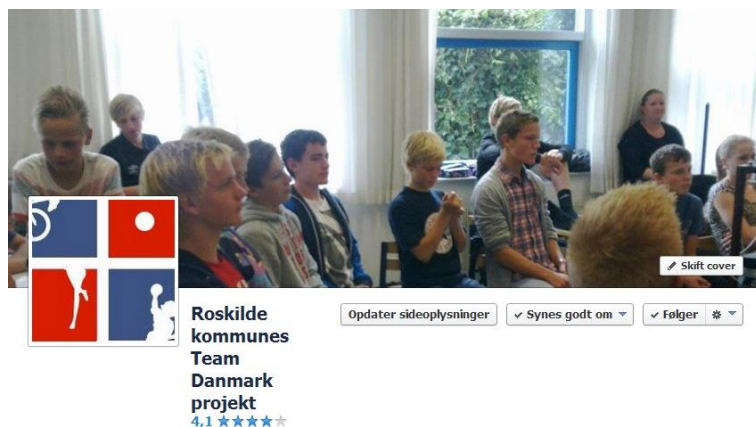 Skift cover
Roskilde
kommunes
Team
Danmark
projekt
4,1
Opdater sideoplysninger
Synes godt om
Følger